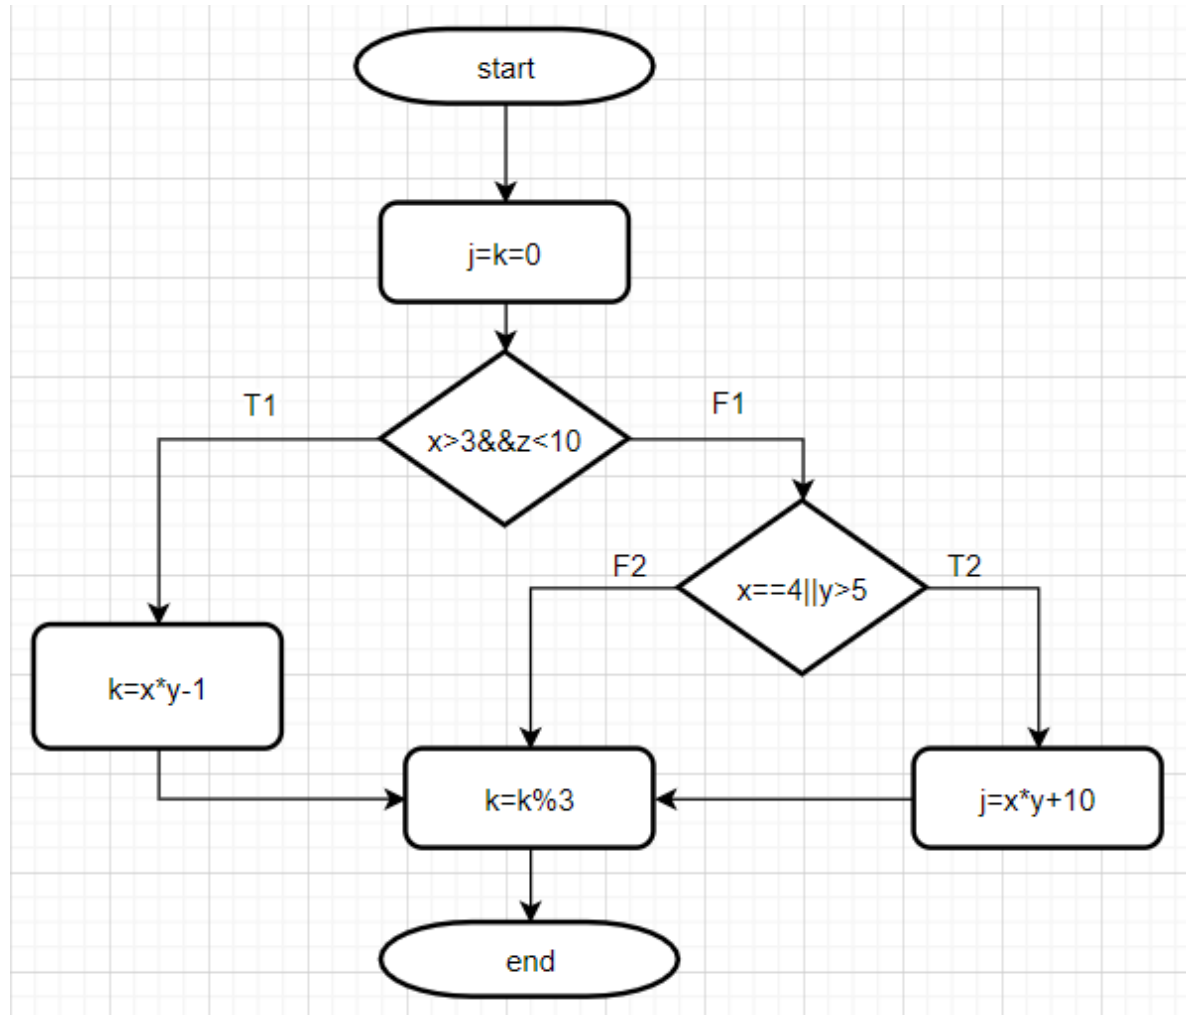 start
j=k=0
T1
F1
x>3&&z<10
F2
T2
x==4||y>5
k=x*y-1
k=k%3
j=x*y+10
end